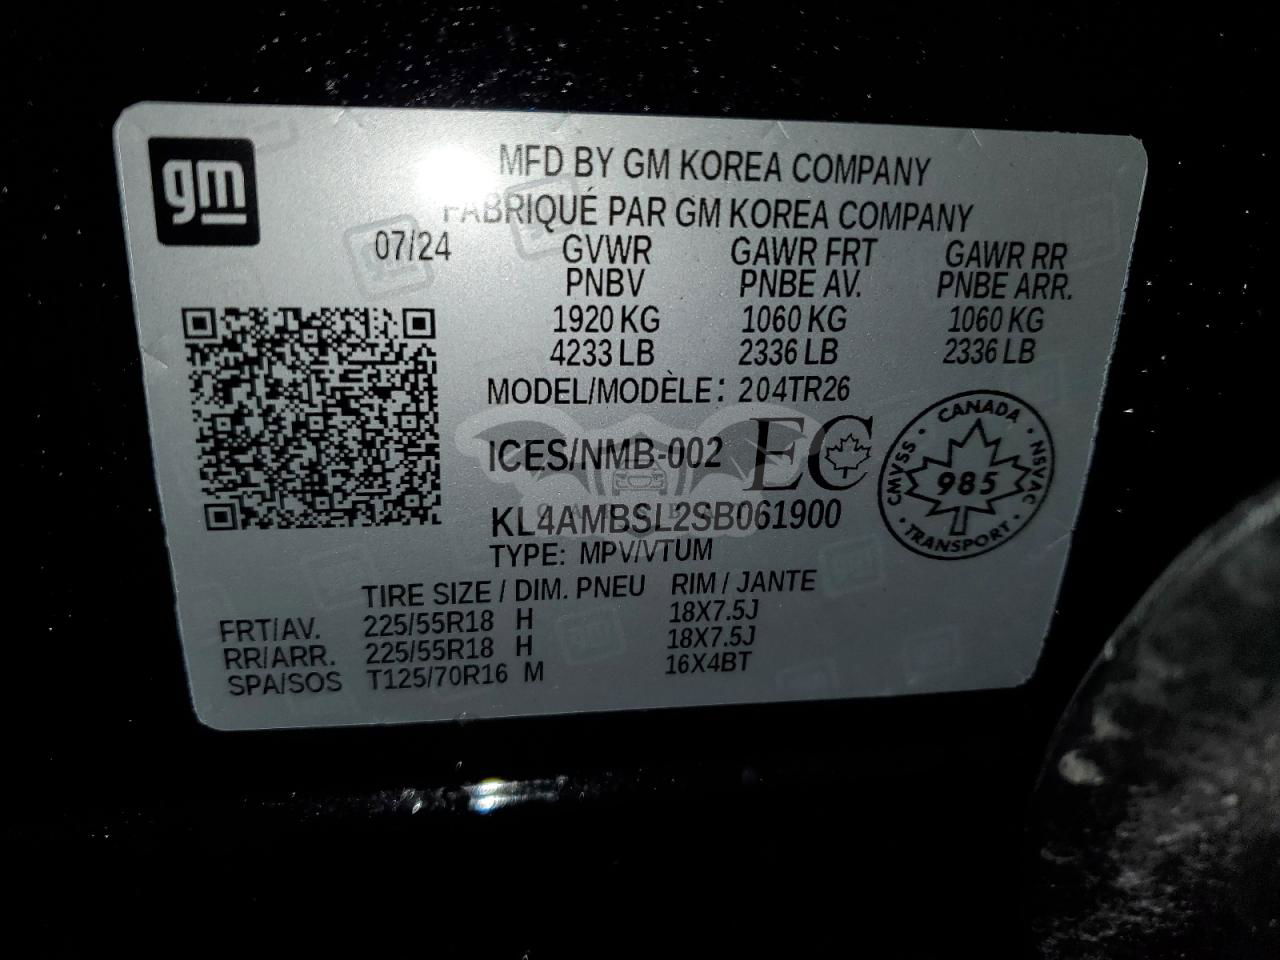 gm
MFD BY GM KOREA COMPANY
FABRIQUÉ PAR GM KOREA COMPANY
07/24 GVWR GAWR FRT GAWR RR
PNBV PNBE AV. PNBE ARR.
1920 KG 1060 KG 1060 KG
4233 LB 2336 LB 2336 LB
MODEL/MODÈLE: 204TR26
ICES/NMB-002 EC
CANADA
CMVSS NSVAC
985
TRANSPORT
KL4AMBSL2SB061900
TYPE: MPV/VTUM
TIRE SIZE / DIM. PNEU RIM / JANTE
FRT/AV. 225/55R18 H 18X7.5J
RR/ARR. 225/55R18 H 18X7.5J
SPA/SOS T125/70R16 M 16X4BT